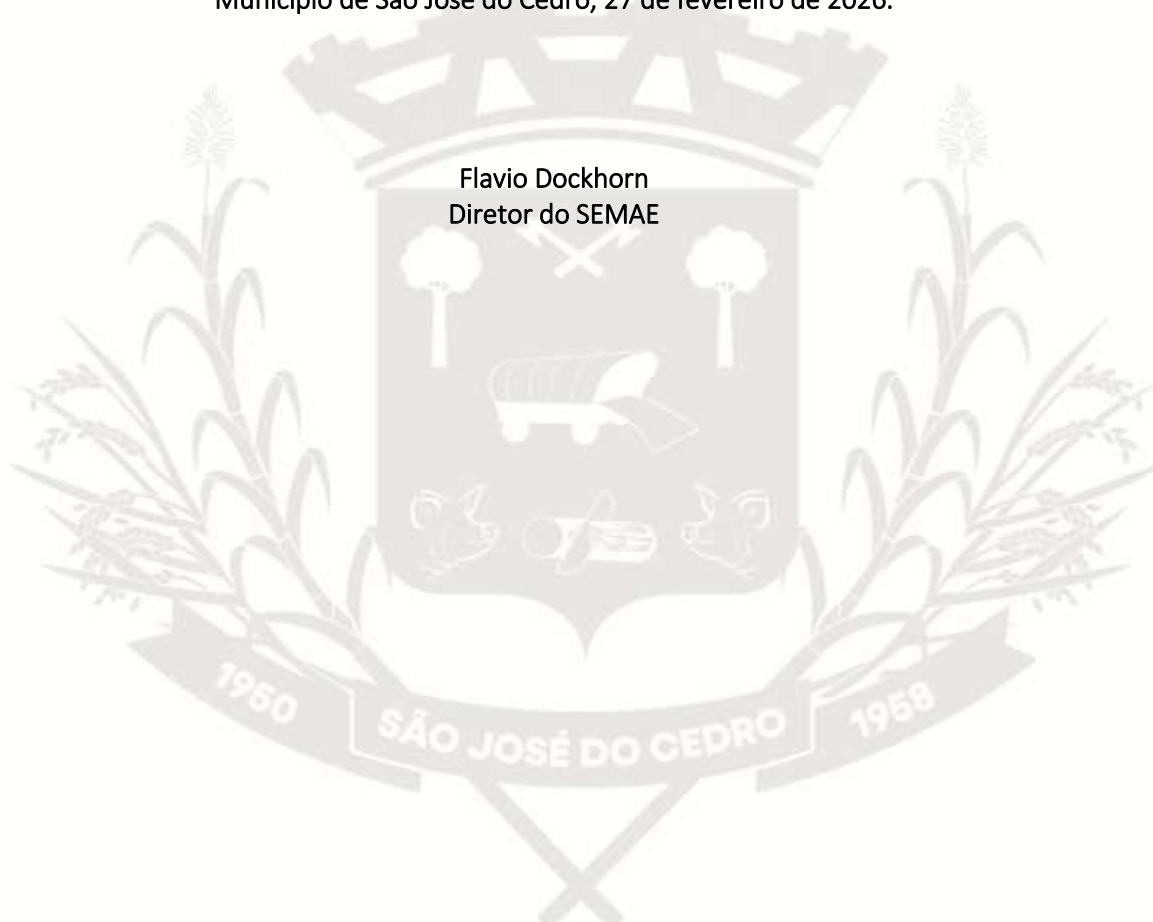 Município de São José do Cedro, 27 de fevereiro de 2026.
Flavio Dockhorn
Diretor do SEMAE
1950
SÃO JOSÉ DO CEDRO
1958